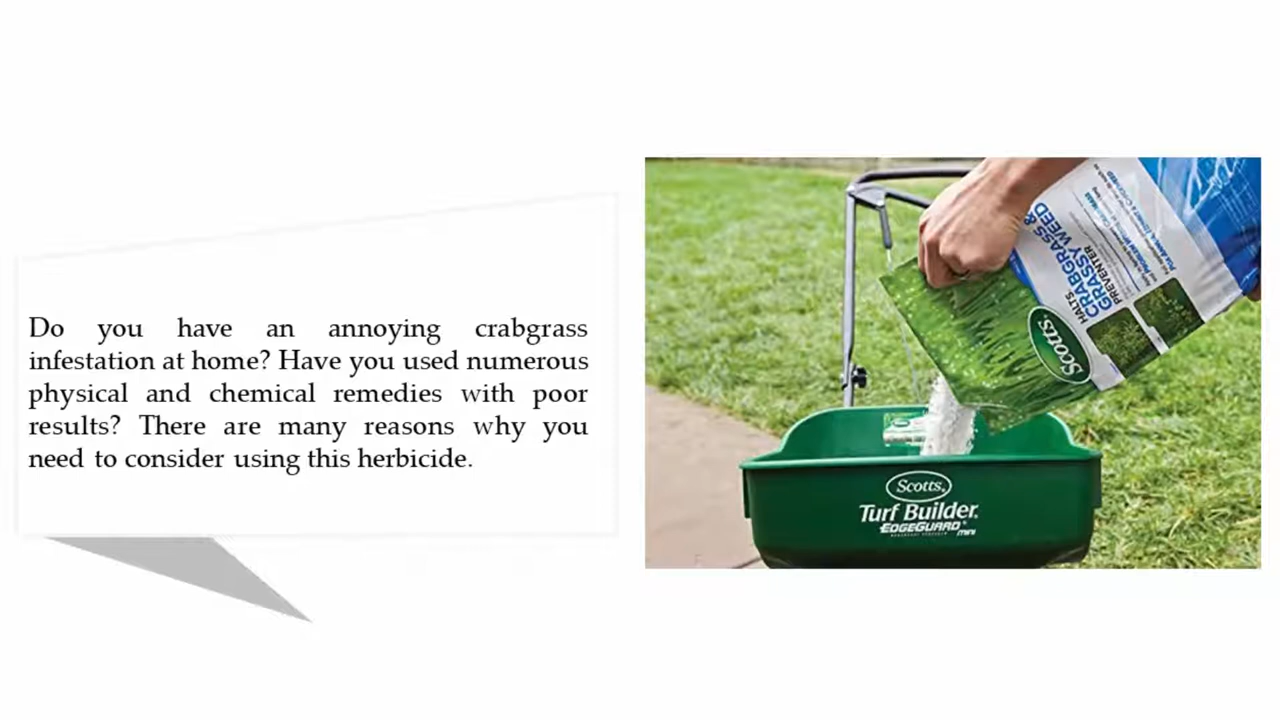 Do you have an annoying crabgrass
infestation at home? Have you used numerous
physical and chemical remedies with poor
results? There are many reasons why you
need to consider using this herbicide.
HALTS
CRABGRASS &
GRASSY WEED
PREVENTER
Scotts
Scotts
Turf Builder
EDGEGUARD
MINI